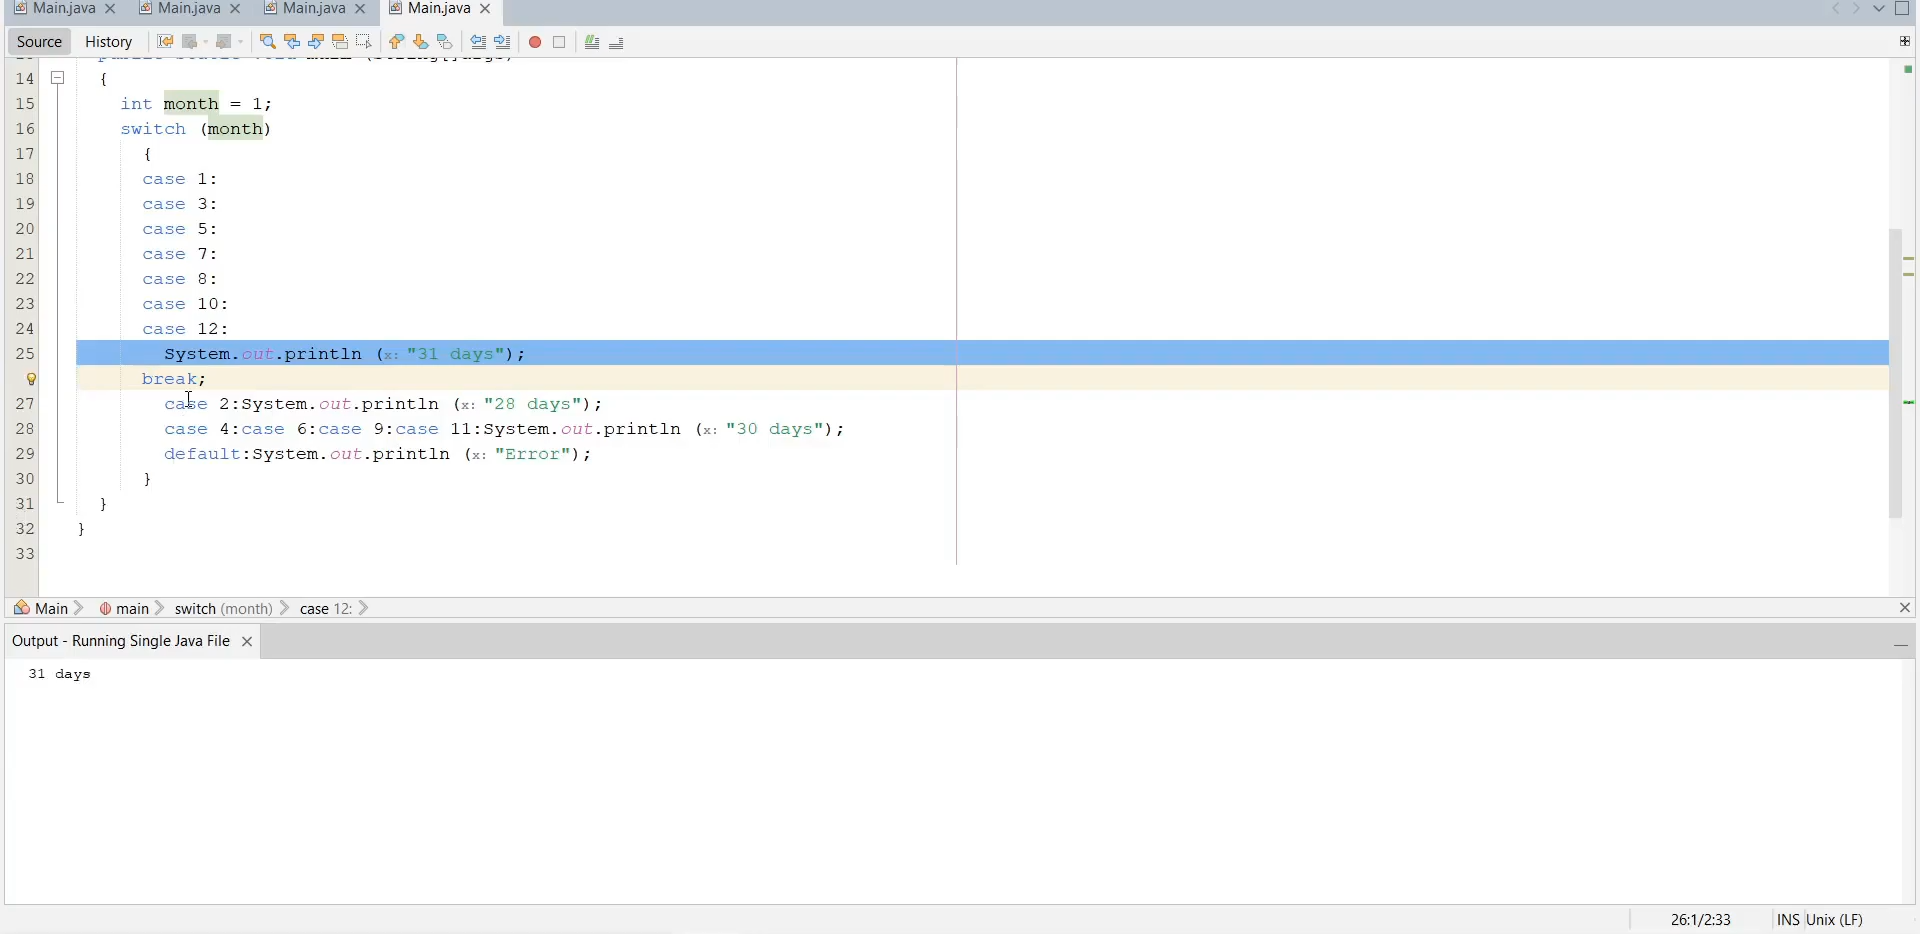 Main.java Main.java Main.java Main.java
Source History
14 {
15 int month = 1;
16 switch (month)
17 {
18 case 1:
19 case 3:
20 case 5:
21 case 7:
22 case 8:
23 case 10:
24 case 12:
25 System.out.println (x: "31 days");
break;
27 case 2:System.out.println (x: "28 days");
28 case 4:case 6:case 9:case 11:System.out.println (x: "30 days");
29 default:System.out.println (x: "Error");
30 }
31 }
32 }
33
Main main switch (month) case 12:
Output - Running Single Java File
31 days
26:1/2:33 INS Unix (LF)